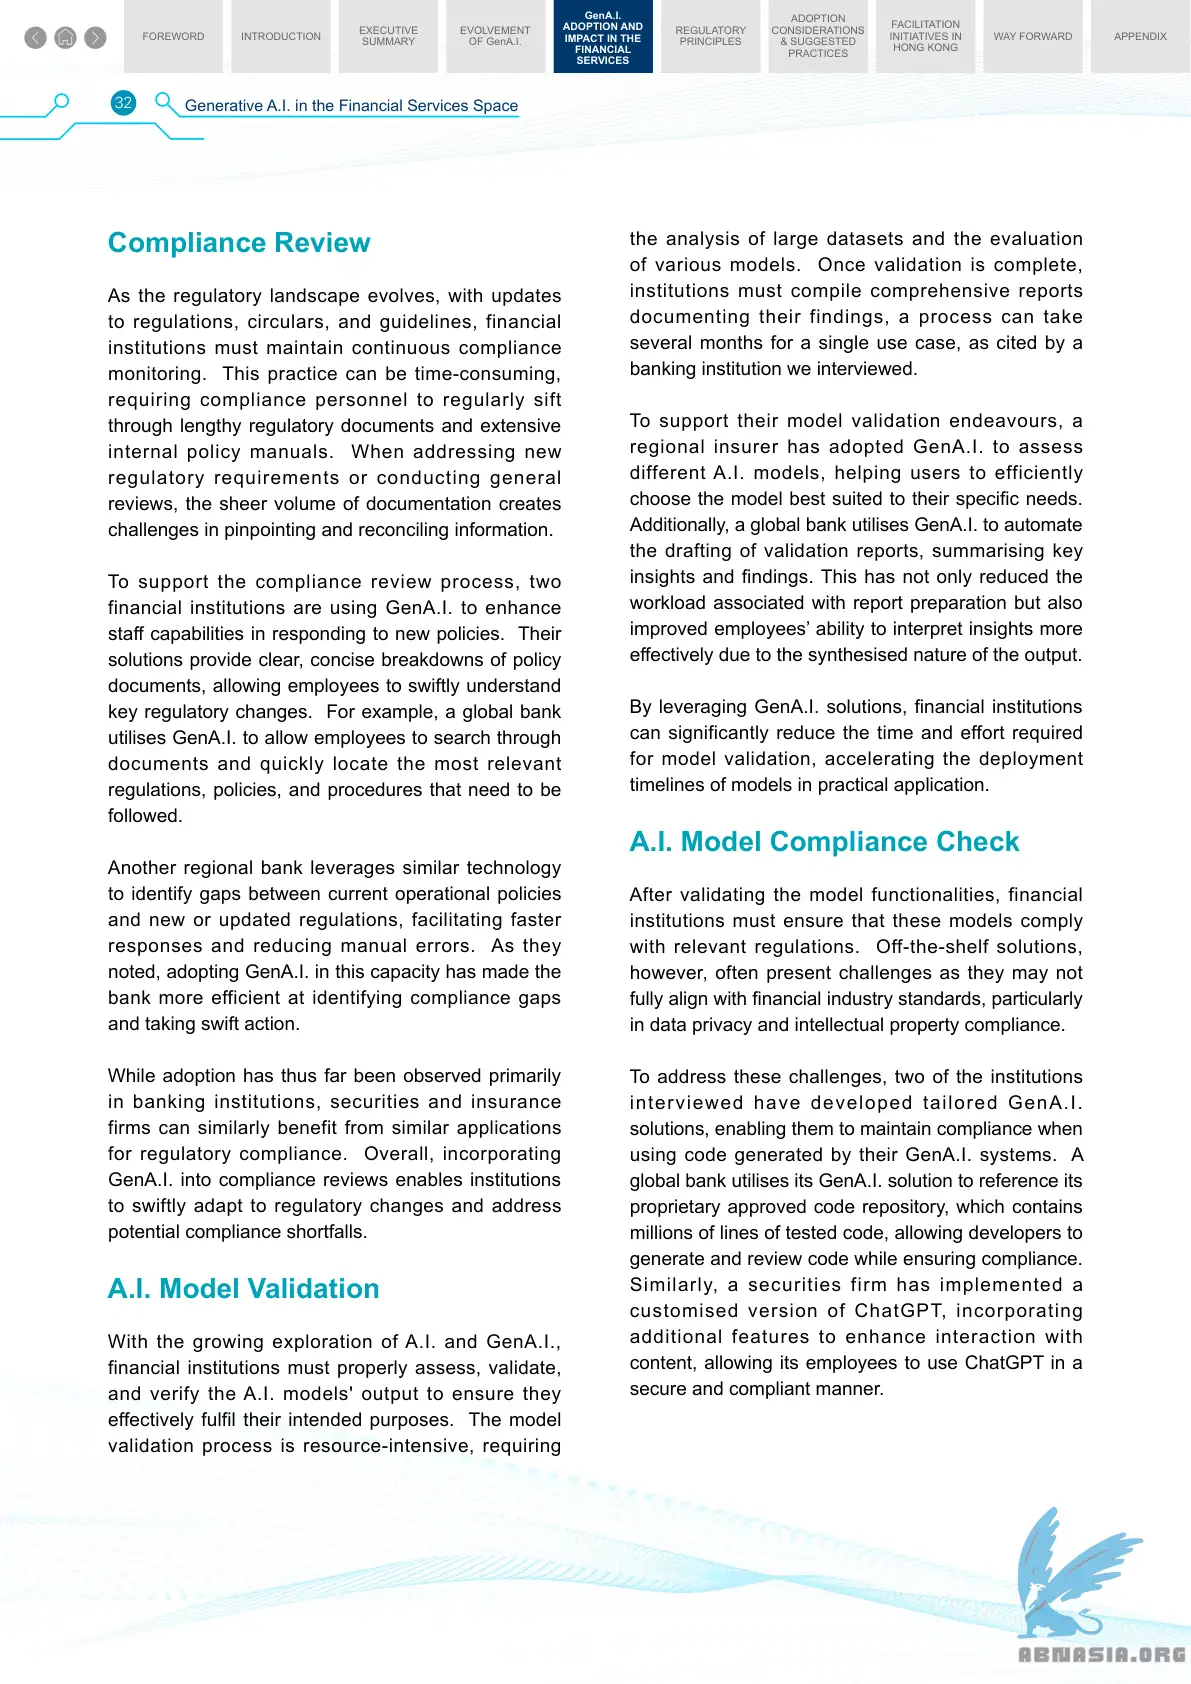 FOREWORD
INTRODUCTION
EXECUTIVE
SUMMARY
EVOLVEMENT
OF GenA.I.
GenA.I.
ADOPTION AND
IMPACT IN THE
FINANCIAL
SERVICES
REGULATORY
PRINCIPLES
ADOPTION
CONSIDERATIONS
& SUGGESTED
PRACTICES
FACILITATION
INITIATIVES IN
HONG KONG
WAY FORWARD
APPENDIX
32
Generative A.I. in the Financial Services Space
Compliance Review
As the regulatory landscape evolves, with updates
to regulations, circulars, and guidelines, financial
institutions must maintain continuous compliance
monitoring. This practice can be time-consuming,
requiring compliance personnel to regularly sift
through lengthy regulatory documents and extensive
internal policy manuals. When addressing new
regulatory requirements or conducting general
reviews, the sheer volume of documentation creates
challenges in pinpointing and reconciling information.
To support the compliance review process, two
financial institutions are using GenA.I. to enhance
staff capabilities in responding to new policies. Their
solutions provide clear, concise breakdowns of policy
documents, allowing employees to swiftly understand
key regulatory changes. For example, a global bank
utilises GenA.I. to allow employees to search through
documents and quickly locate the most relevant
regulations, policies, and procedures that need to be
followed.
Another regional bank leverages similar technology
to identify gaps between current operational policies
and new or updated regulations, facilitating faster
responses and reducing manual errors. As they
noted, adopting GenA.I. in this capacity has made the
bank more efficient at identifying compliance gaps
and taking swift action.
While adoption has thus far been observed primarily
in banking institutions, securities and insurance
firms can similarly benefit from similar applications
for regulatory compliance. Overall, incorporating
GenA.I. into compliance reviews enables institutions
to swiftly adapt to regulatory changes and address
potential compliance shortfalls.
A.I. Model Validation
With the growing exploration of A.I. and GenA.I.,
financial institutions must properly assess, validate,
and verify the A.I. models' output to ensure they
effectively fulfil their intended purposes. The model
validation process is resource-intensive, requiring
the analysis of large datasets and the evaluation
of various models. Once validation is complete,
institutions must compile comprehensive reports
documenting their findings, a process can take
several months for a single use case, as cited by a
banking institution we interviewed.
To support their model validation endeavours, a
regional insurer has adopted GenA.I. to assess
different A.I. models, helping users to efficiently
choose the model best suited to their specific needs.
Additionally, a global bank utilises GenA.I. to automate
the drafting of validation reports, summarising key
insights and findings. This has not only reduced the
workload associated with report preparation but also
improved employees’ ability to interpret insights more
effectively due to the synthesised nature of the output.
By leveraging GenA.I. solutions, financial institutions
can significantly reduce the time and effort required
for model validation, accelerating the deployment
timelines of models in practical application.
A.I. Model Compliance Check
After validating the model functionalities, financial
institutions must ensure that these models comply
with relevant regulations. Off-the-shelf solutions,
however, often present challenges as they may not
fully align with financial industry standards, particularly
in data privacy and intellectual property compliance.
To address these challenges, two of the institutions
interviewed have developed tailored GenA.I.
solutions, enabling them to maintain compliance when
using code generated by their GenA.I. systems. A
global bank utilises its GenA.I. solution to reference its
proprietary approved code repository, which contains
millions of lines of tested code, allowing developers to
generate and review code while ensuring compliance.
Similarly, a securities firm has implemented a
customised version of ChatGPT, incorporating
additional features to enhance interaction with
content, allowing its employees to use ChatGPT in a
secure and compliant manner.
ABNASIA.ORG